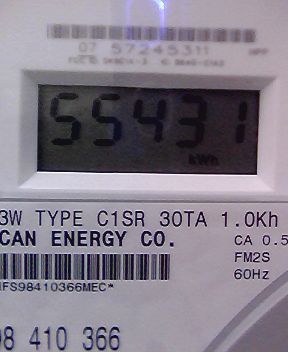 07 57245311
55431
kWh
3W TYPE C1SR 30TA 1.0Kh
CAN ENERGY CO.
CA 0.5
FM2S
60Hz
MFS98410366MEC*
98 410 366